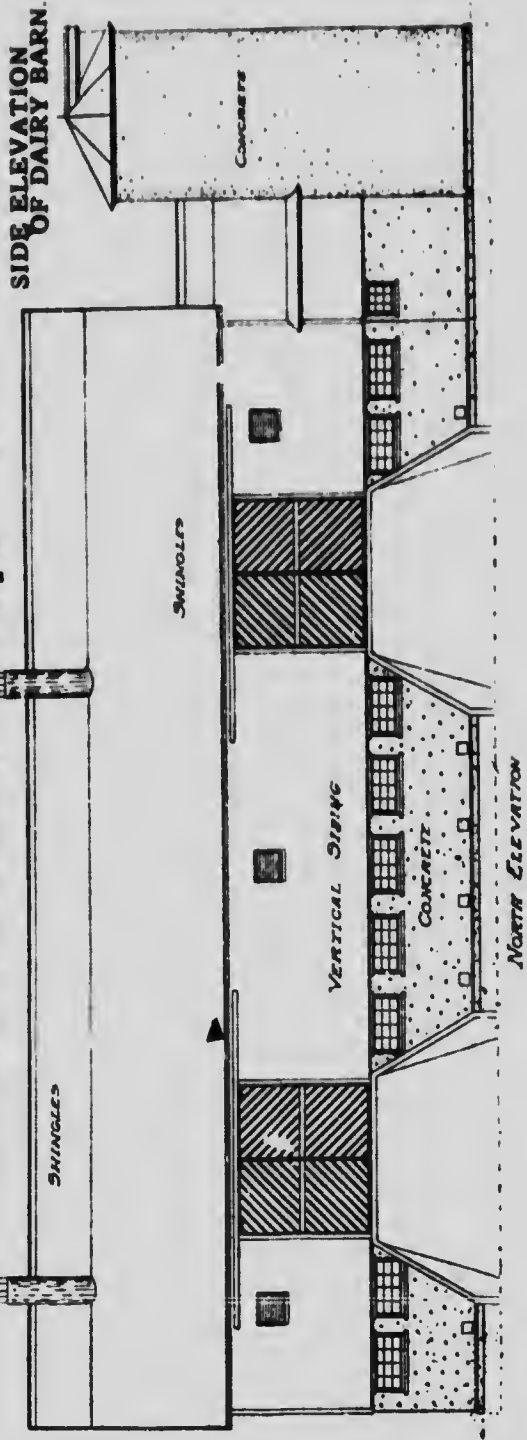 SIDE ELEVATION
OF DAIRY BARN.
SHINGLES
SHINGLES
VERTICAL SIDING
CONCRETE
CONCRETE
NORTH ELEVATION